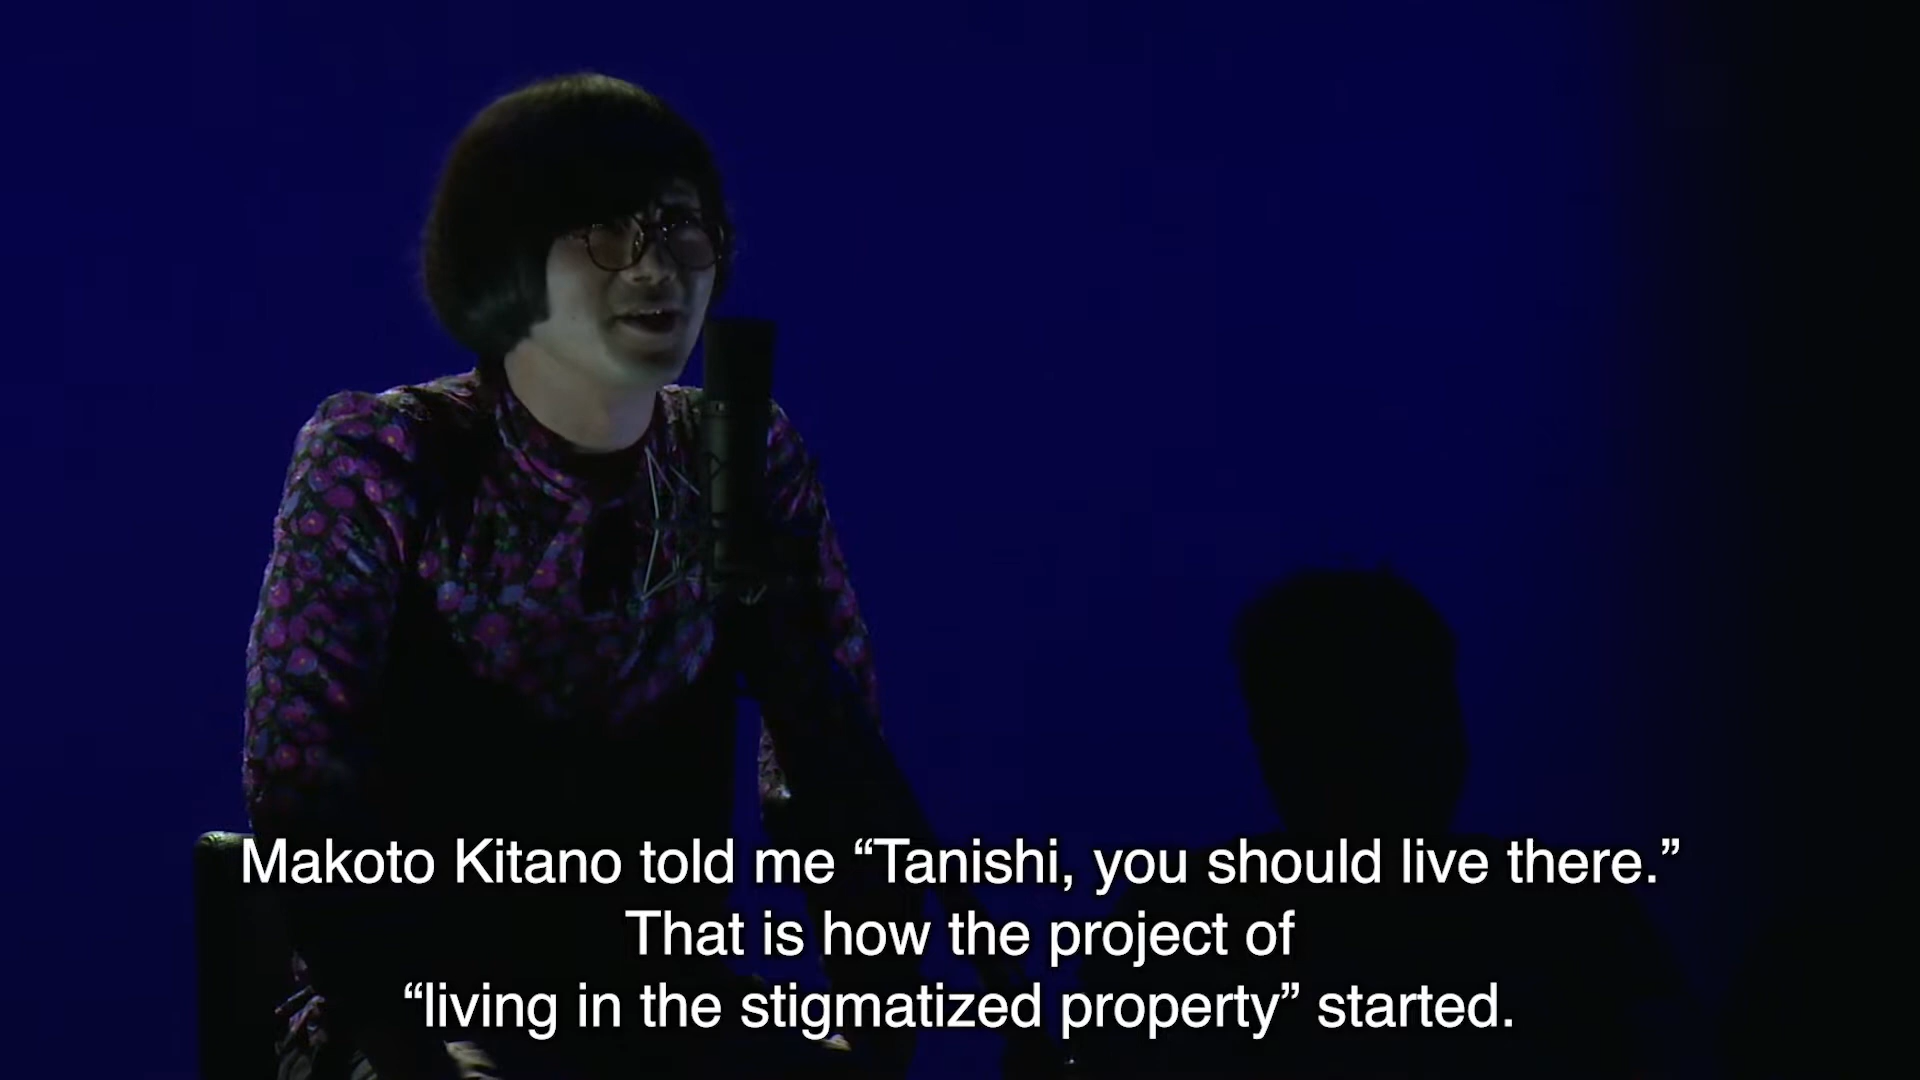 Makoto Kitano told me “Tanishi, you should live there.”
That is how the project of
“living in the stigmatized property” started.